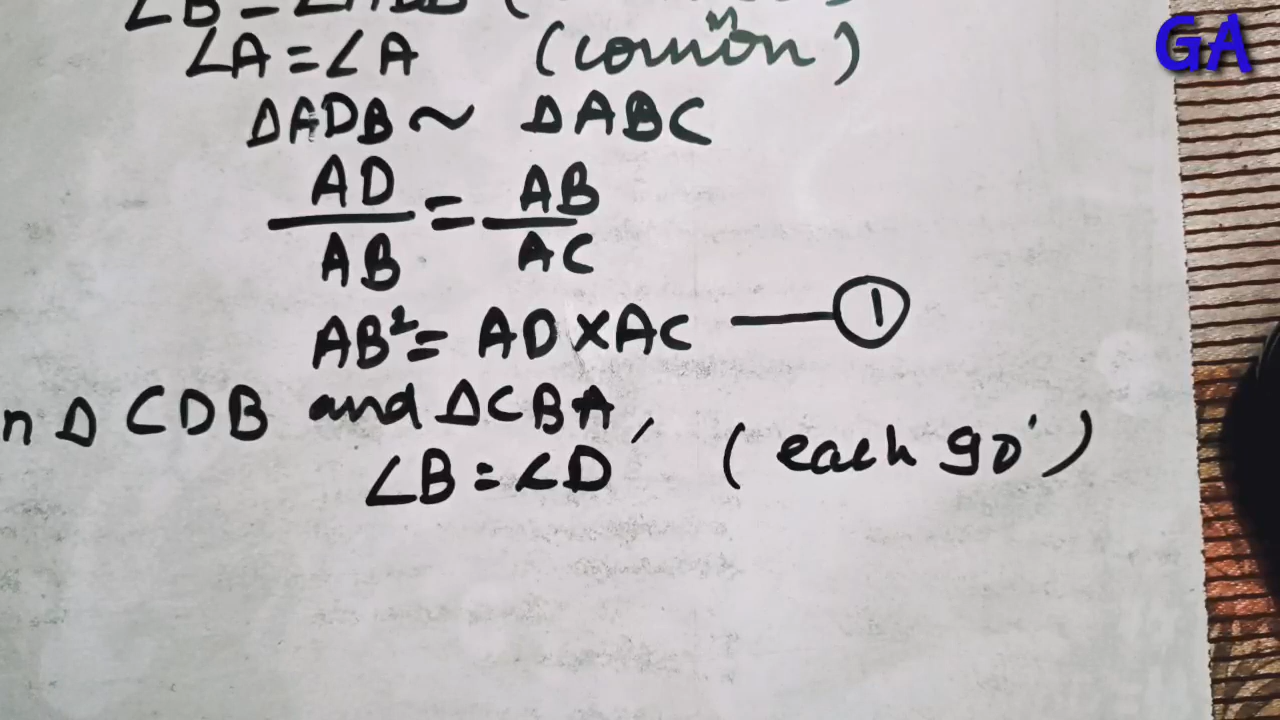 GA
∠A = ∠A (common)
ΔADB ~ ΔABC
AD/AB = AB/AC
AB² = AD × AC —— ①
n Δ CDB and ΔCBA,
∠B = ∠D (each 90°)